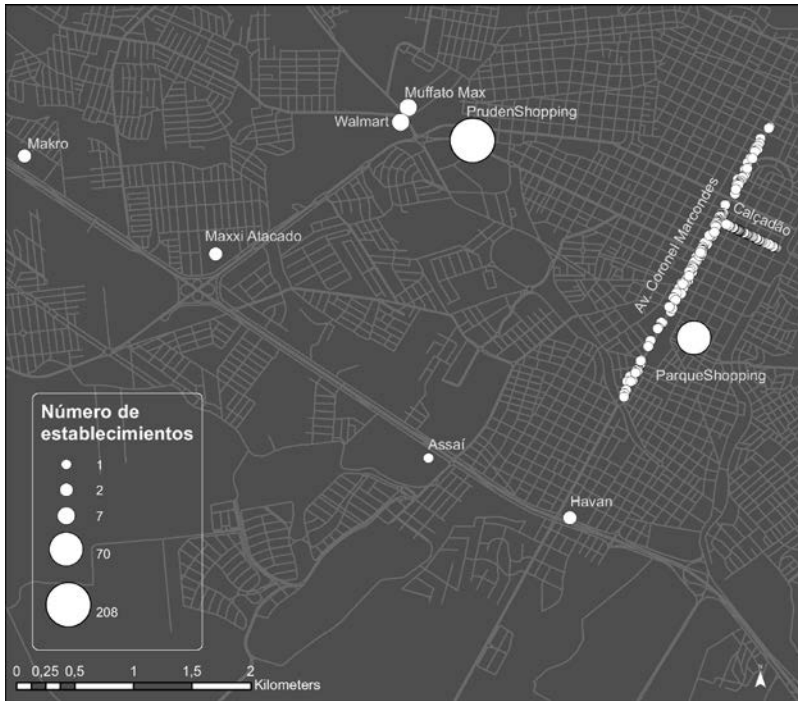 Muffato Max
PrudenShopping
Walmart
Makro
Calçadão
Av. Coronel Marcondes
Maxxi Atacado
ParqueShopping
Número de
establecimientos
1
2
7
70
208
Assaí
Havan
0 0,25 0,5 1 1,5 2
Kilometers